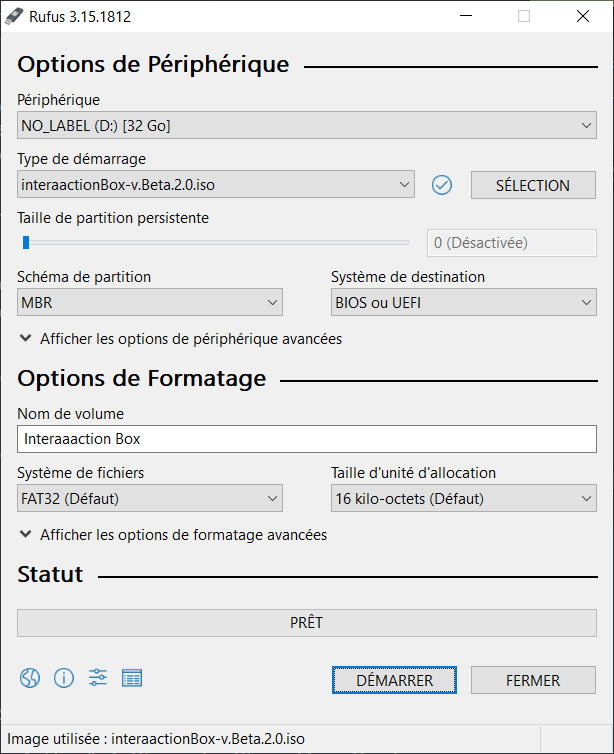 Rufus 3.15.1812
Options de Périphérique
Périphérique
NO_LABEL (D:) [32 Go]
Type de démarrage
interaactionBox-v.Beta.2.0.iso
SÉLECTION
Taille de partition persistente
0 (Désactivée)
Schéma de partition
Système de destination
MBR
BIOS ou UEFI
Afficher les options de périphérique avancées
Options de Formatage
Nom de volume
Interaaaction Box
Système de fichiers
Taille d'unité d'allocation
FAT32 (Défaut)
16 kilo-octets (Défaut)
Afficher les options de formatage avancées
Statut
PRÊT
DÉMARRER
FERMER
Image utilisée : interaactionBox-v.Beta.2.0.iso